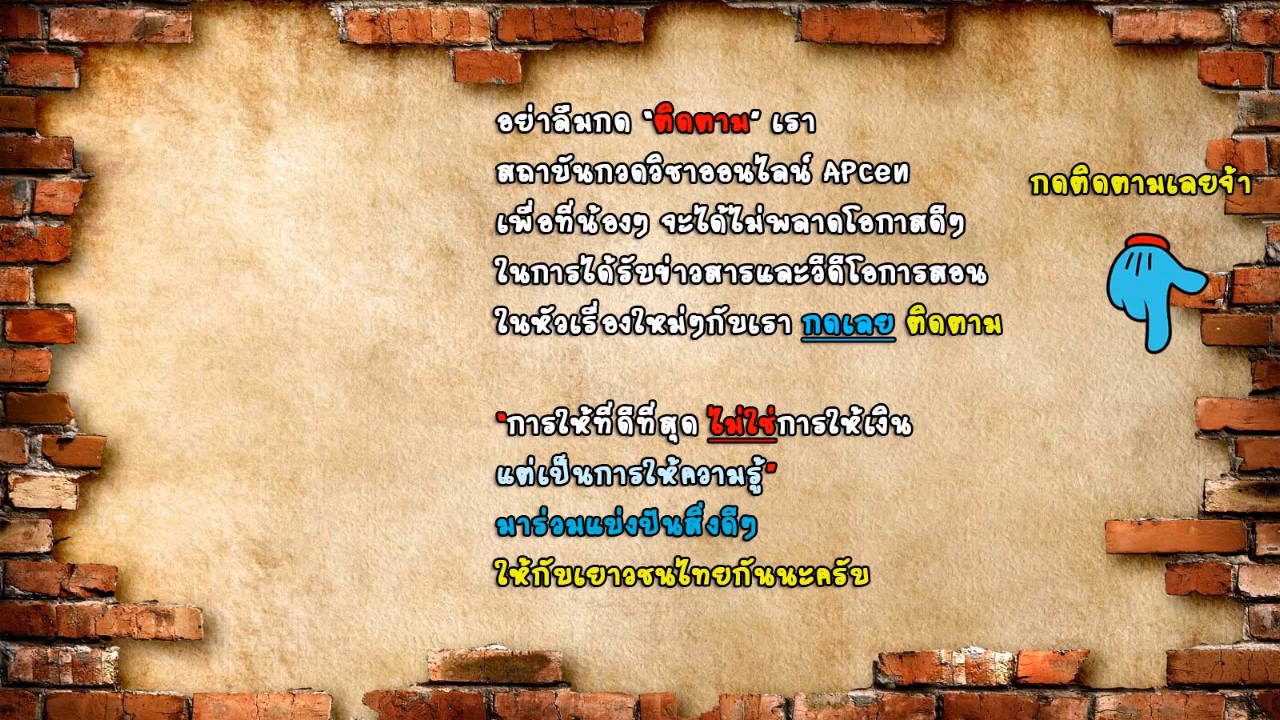 อย่าลืมกด "ติดตาม" เรา
สถาบันกวดวิชาออนไลน์ APcen
เพื่อที่น้องๆ จะได้ไม่พลาดโอกาสดีๆ
ในการได้รับข่าวสารและวีดีโอการสอน
ในหัวเรื่องใหม่ๆกับเรา กดเลย ติดตาม
กดติดตามเลยจ้า
"การให้ที่ดีที่สุด ไม่ใช่การให้เงิน
แต่เป็นการให้ความรู้"
มาร่วมแบ่งปันสิ่งดีๆ
ให้กับเยาวชนไทยกันนะครับ